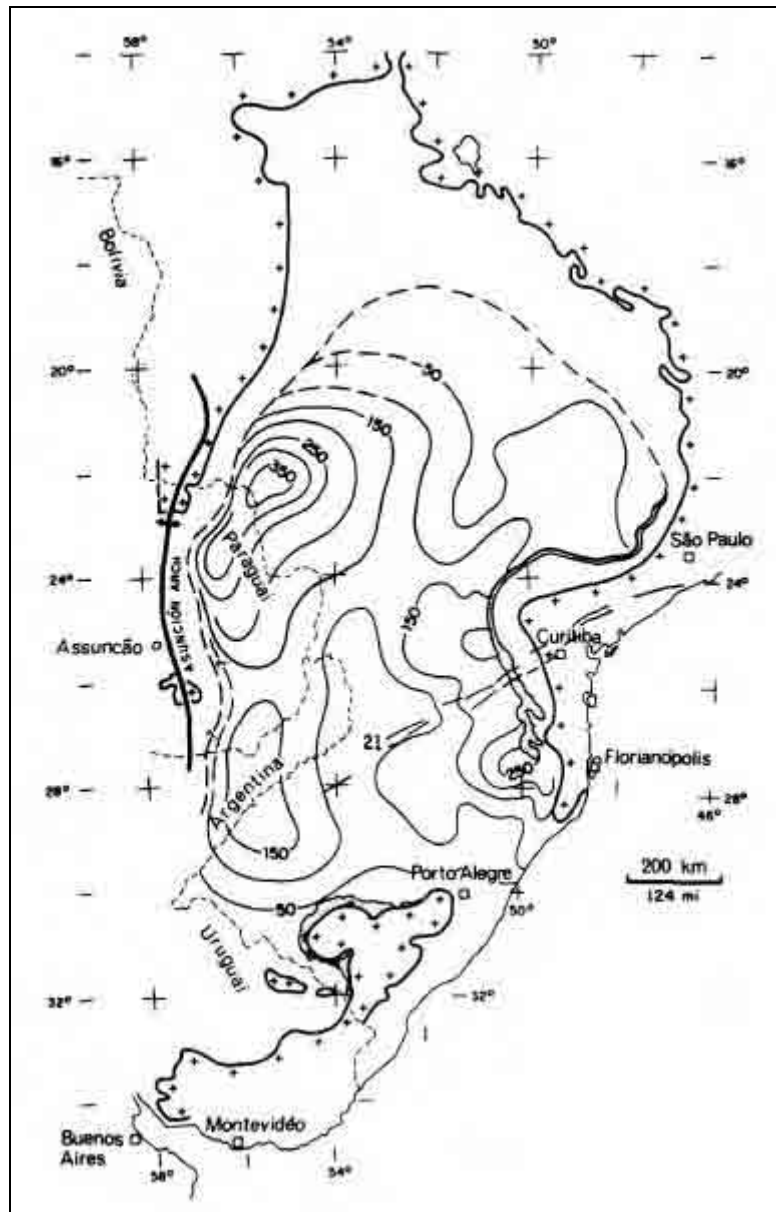 58° 54° 50°
16° 16°
Bolivia
20° 50 20°
150
250
350
São Paulo
Paraguai
24° 24°
ASUNCIÓN ARCH
150
Curitiba
Assuncão
21
250 Florianópolis
Argentina
28° 28°
46°
150
Porto Alegre
200 km
50 50°
124 mi
Uruguai
32° 32°
Montevidéo
Buenos
Aires
58° 54°